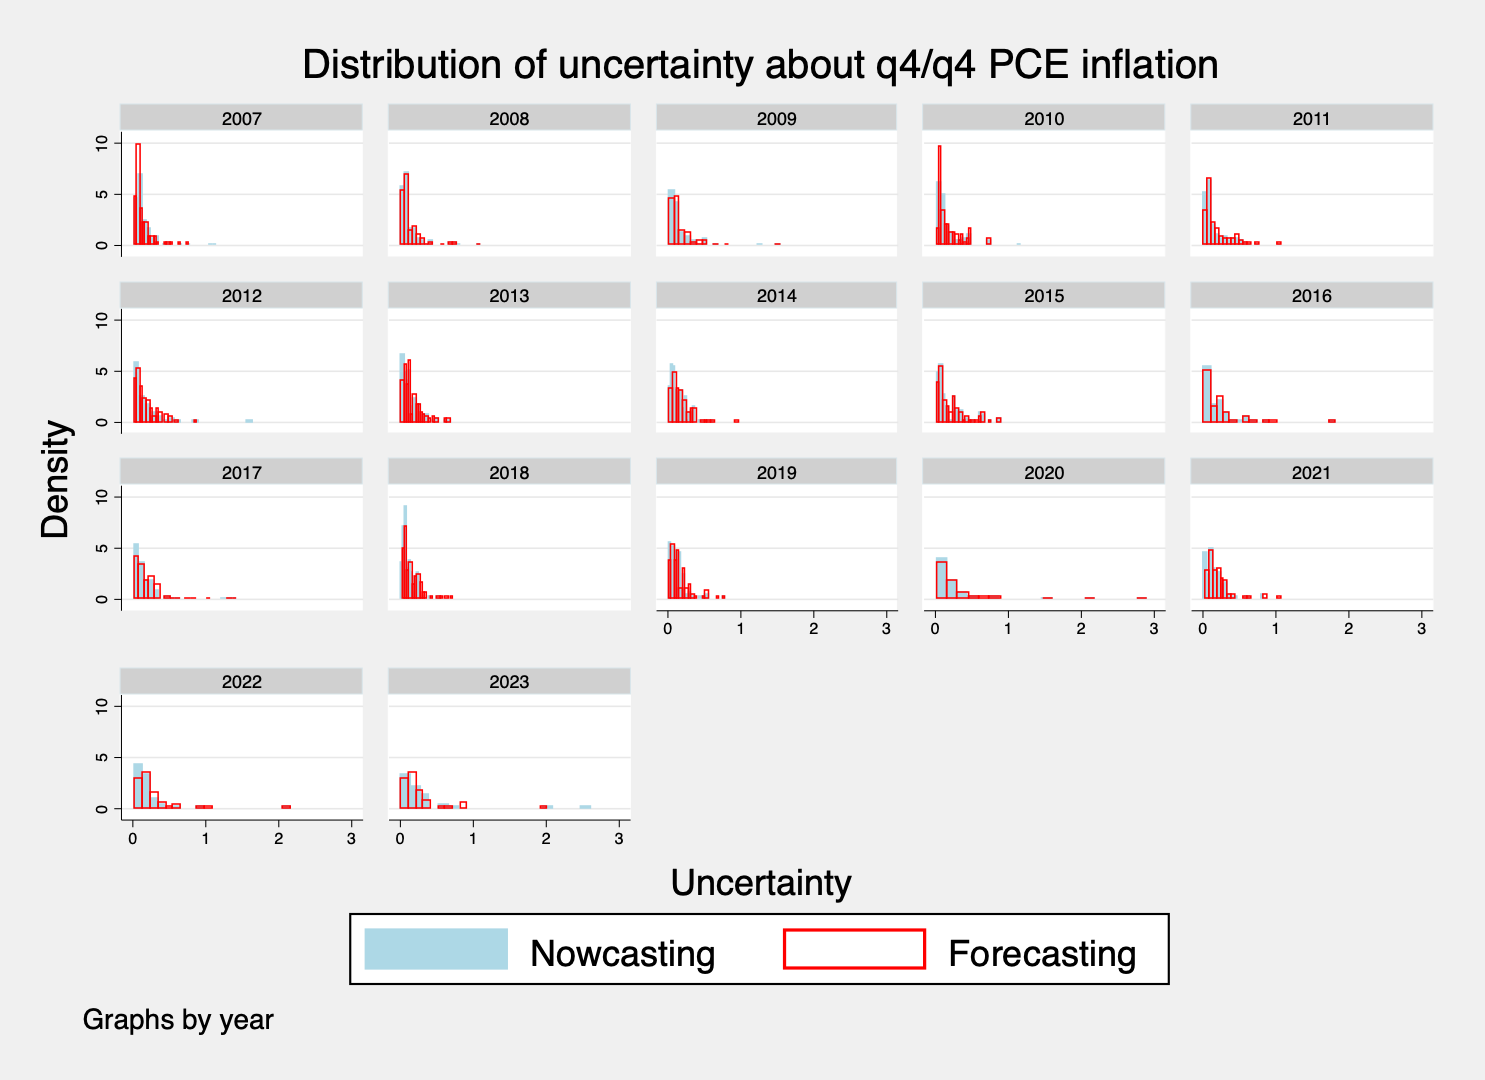 Distribution of uncertainty about q4/q4 PCE inflation
2007 2008 2009 2010 2011
10
5
0
2012 2013 2014 2015 2016
10
5
0
2017 2018 2019 2020 2021
10
5
0
0 1 2 3 0 1 2 3 0 1 2 3
2022 2023
10
5
0
0 1 2 3 0 1 2 3
Density
Uncertainty
Nowcasting Forecasting
Graphs by year